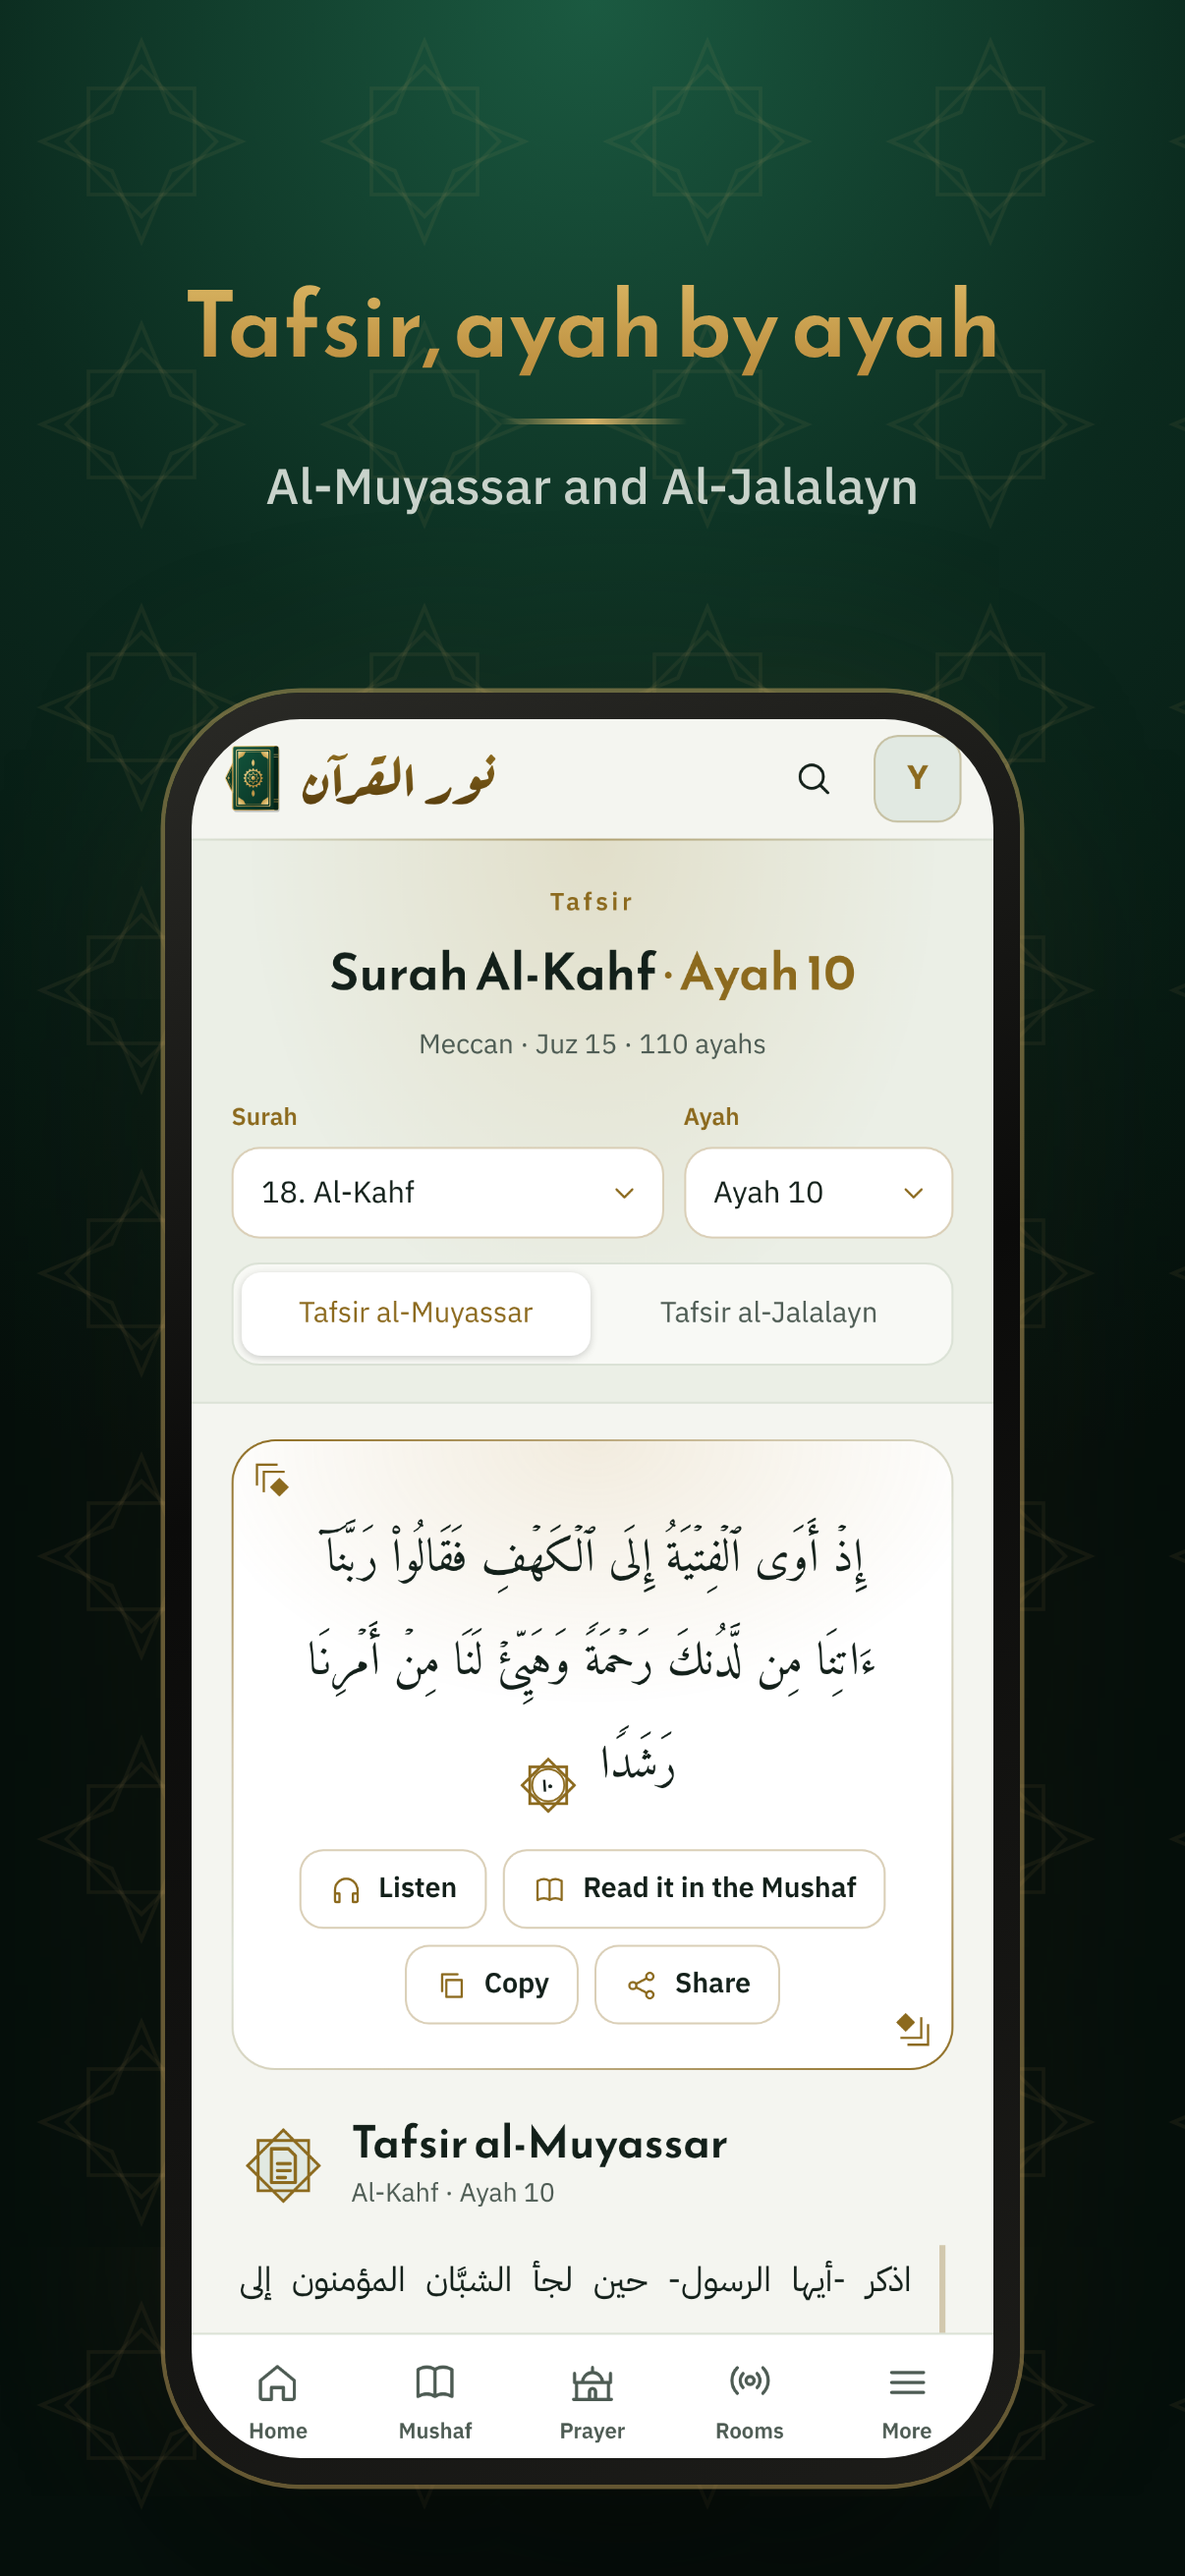 Tafsir, ayah by ayah
Al-Muyassar and Al-Jalalayn
نور القرآن
Y
Tafsir
Surah Al-Kahf · Ayah 10
Meccan · Juz 15 · 110 ayahs
Surah
Ayah
18. Al-Kahf
Ayah 10
Tafsir al-Muyassar
Tafsir al-Jalalayn
إِذۡ أَوَى ٱلۡفِتۡيَةُ إِلَى ٱلۡكَهۡفِ فَقَالُواْ رَبَّنَآ
ءَاتِنَا مِن لَّدُنكَ رَحۡمَةٗ وَهَيِّئۡ لَنَا مِنۡ أَمۡرِنَا
رَشَدٗا ١٠
Listen
Read it in the Mushaf
Copy
Share
Tafsir al-Muyassar
Al-Kahf · Ayah 10
اذكر -أيها الرسول- حين لجأ الشبَّان المؤمنون إلى
Home
Mushaf
Prayer
Rooms
More